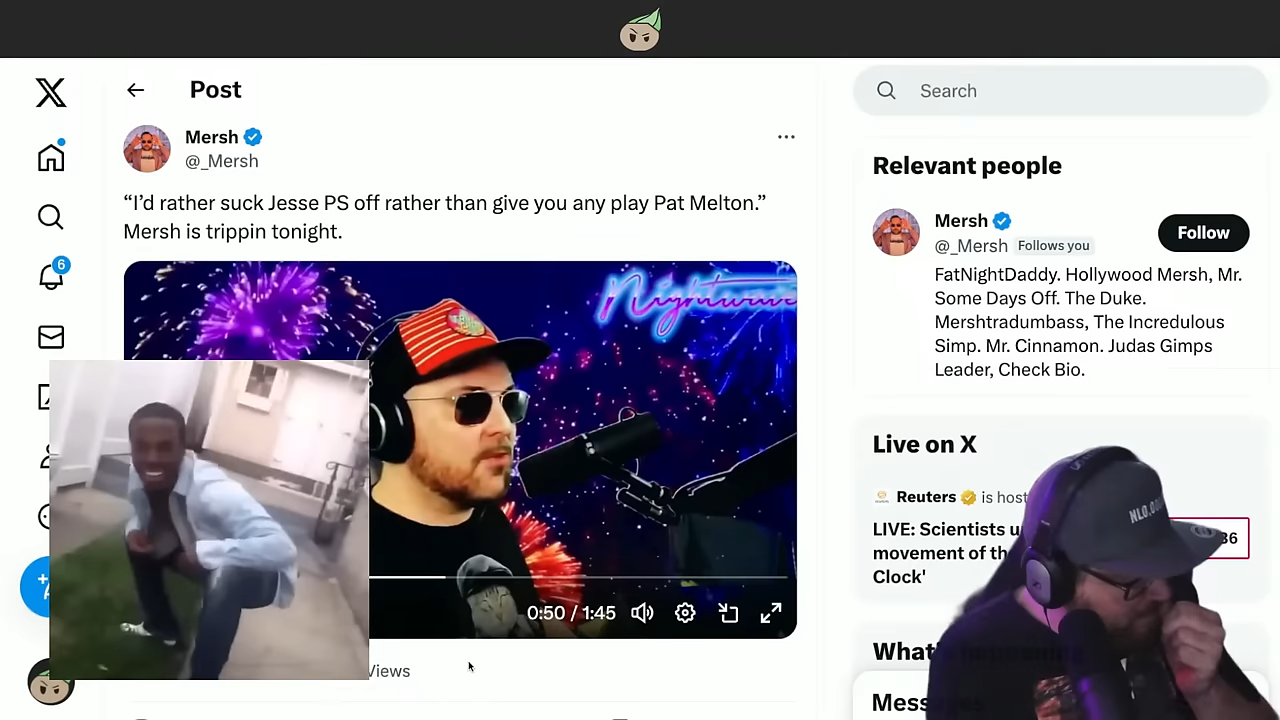 Post
Search
Mersh
@_Mersh
“I’d rather suck Jesse PS off rather than give you any play Pat Melton.”
Mersh is trippin tonight.
Relevant people
Mersh
@_Mersh Follows you
Follow
FatNightDaddy. Hollywood Mersh, Mr.
Some Days Off. The Duke.
Mershtradumbass, The Incredulous
Simp. Mr. Cinnamon. Judas Gimps
Leader, Check Bio.
6
0:50 / 1:45
Views
Live on X
Reuters is host
LIVE: Scientists u
movement of th
Clock'